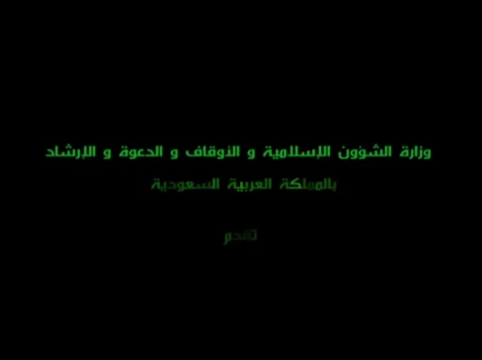 وزارة الشؤون الإسلامية و الأوقاف و الدعوة و الإرشاد
بالمملكة العربية السعودية
تقدم